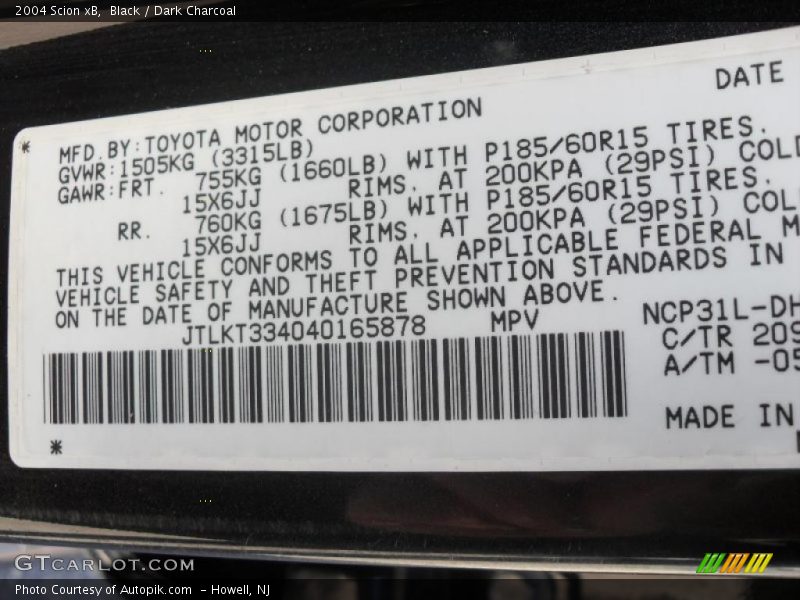 2004 Scion xB, Black / Dark Charcoal
DATE
* MFD.BY:TOYOTA MOTOR CORPORATION
GVWR:1505KG (3315LB)
GAWR:FRT. 755KG (1660LB) WITH P185/60R15 TIRES.
15X6JJ RIMS. AT 200KPA (29PSI) COLD
RR. 760KG (1675LB) WITH P185/60R15 TIRES.
15X6JJ RIMS. AT 200KPA (29PSI) COL
THIS VEHICLE CONFORMS TO ALL APPLICABLE FEDERAL M
VEHICLE SAFETY AND THEFT PREVENTION STANDARDS IN
ON THE DATE OF MANUFACTURE SHOWN ABOVE.
JTLKT334040165878 MPV
NCP31L-DH
C/TR 209
A/TM -05
MADE IN
*
GTCARLOT.COM
Photo Courtesy of Autopik.com - Howell, NJ